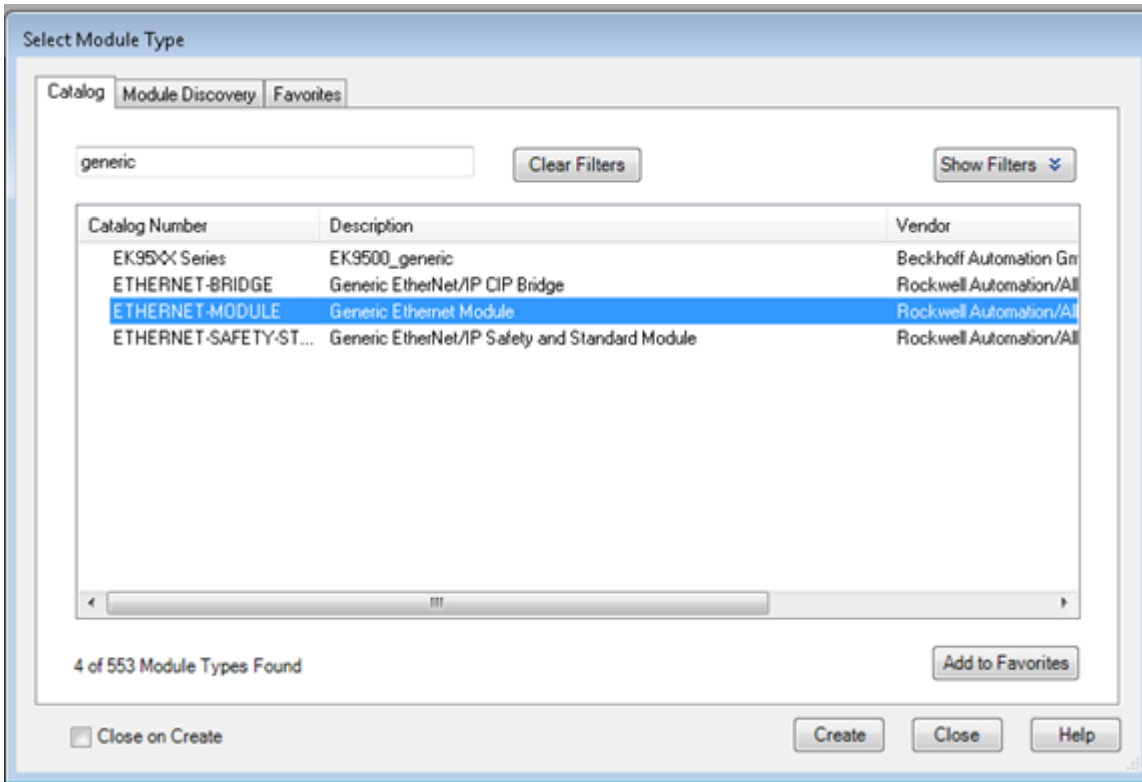 Select Module Type
Catalog Module Discovery Favorites
generic Clear Filters Show Filters
Catalog Number Description Vendor
EK95XX Series EK9500_generic Beckhoff Automation Gm
ETHERNET-BRIDGE Generic EtherNet/IP CIP Bridge Rockwell Automation/All
ETHERNET-MODULE Generic Ethernet Module Rockwell Automation/All
ETHERNET-SAFETY-ST... Generic EtherNet/IP Safety and Standard Module Rockwell Automation/All
4 of 553 Module Types Found Add to Favorites
Close on Create Create Close Help